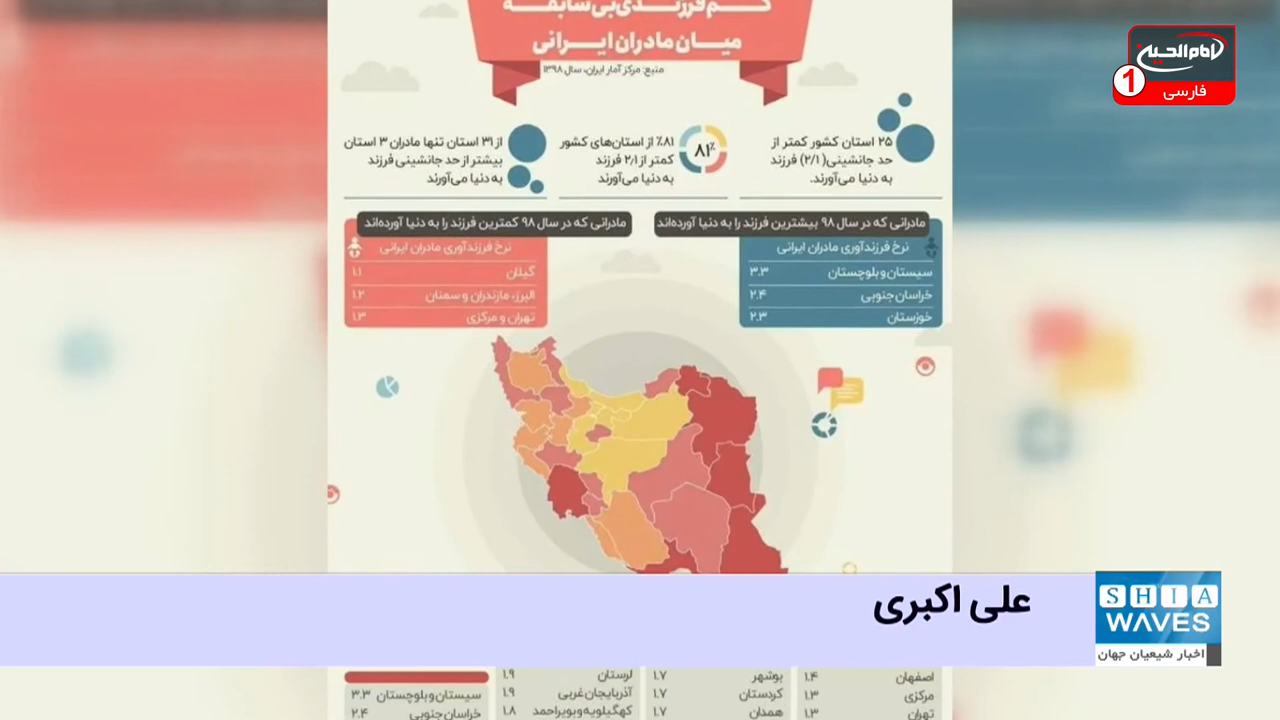 کم‌فرزندی بی‌سابقه
میان مادران ایرانی
منبع: مرکز آمار ایران، سال ۱۳۹۸
امام الحسین
1
فارسی
۲۵ استان کشور کمتر از
حد جانشینی( ۲/۱) فرزند
به دنیا می‌آورند.
۸۱٪
۸۱٪ از استان‌های کشور
کمتر از ۲/۱ فرزند
به دنیا می‌آورند
از ۳۱ استان تنها مادران ۳ استان
بیشتر از حد جانشینی فرزند
به دنیا می‌آورند
مادرانی که در سال ۹۸ بیشترین فرزند را به دنیا آورده‌اند
نرخ فرزندآوری مادران ایرانی
سیستان و بلوچستان ۳.۳
خراسان جنوبی ۲.۴
خوزستان ۲.۳
مادرانی که در سال ۹۸ کمترین فرزند را به دنیا آورده‌اند
نرخ فرزندآوری مادران ایرانی
گیلان ۱.۱
البرز، مازندران و سمنان ۱.۲
تهران و مرکزی ۱.۳
علی اکبری
SHIA
WAVES
اخبار شیعیان جهان
اصفهان ۱.۴
مرکزی ۱.۳
تهران ۱.۳
بوشهر ۱.۷
کردستان ۱.۷
همدان ۱.۷
لرستان ۱.۹
آذربایجان غربی ۱.۹
کهگیلویه و بویراحمد ۱.۸
سیستان و بلوچستان ۳.۳
خراسان جنوبی ۲.۴